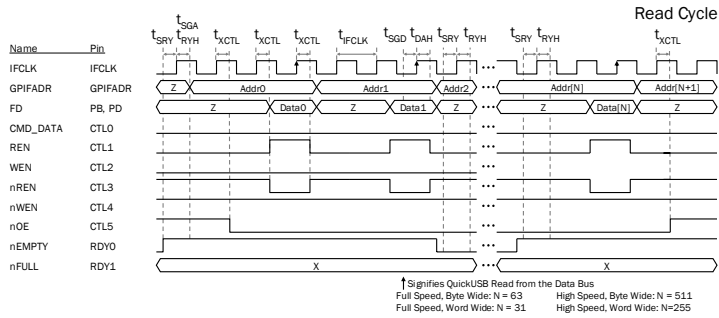 Read Cycle
tSGA
tSRY tRYH tXCTL tXCTL tXCTL tIFCLK tSGD tDAH tSRY tRYH tSRY tRYH tXCTL
Name Pin
IFCLK IFCLK
GPIFADR GPIFADR Z Addr0 Addr1 Addr2 Addr[N] Addr[N+1]
FD PB, PD Z Data0 Z Data1 Z Z Data[N] Z
CMD_DATA CTL0
REN CTL1
WEN CTL2
nREN CTL3
nWEN CTL4
nOE CTL5
nEMPTY RDY0
nFULL RDY1 X X
Signifies QuickUSB Read from the Data Bus
Full Speed, Byte Wide: N = 63 High Speed, Byte Wide: N = 511
Full Speed, Word Wide: N = 31 High Speed, Word Wide: N=255